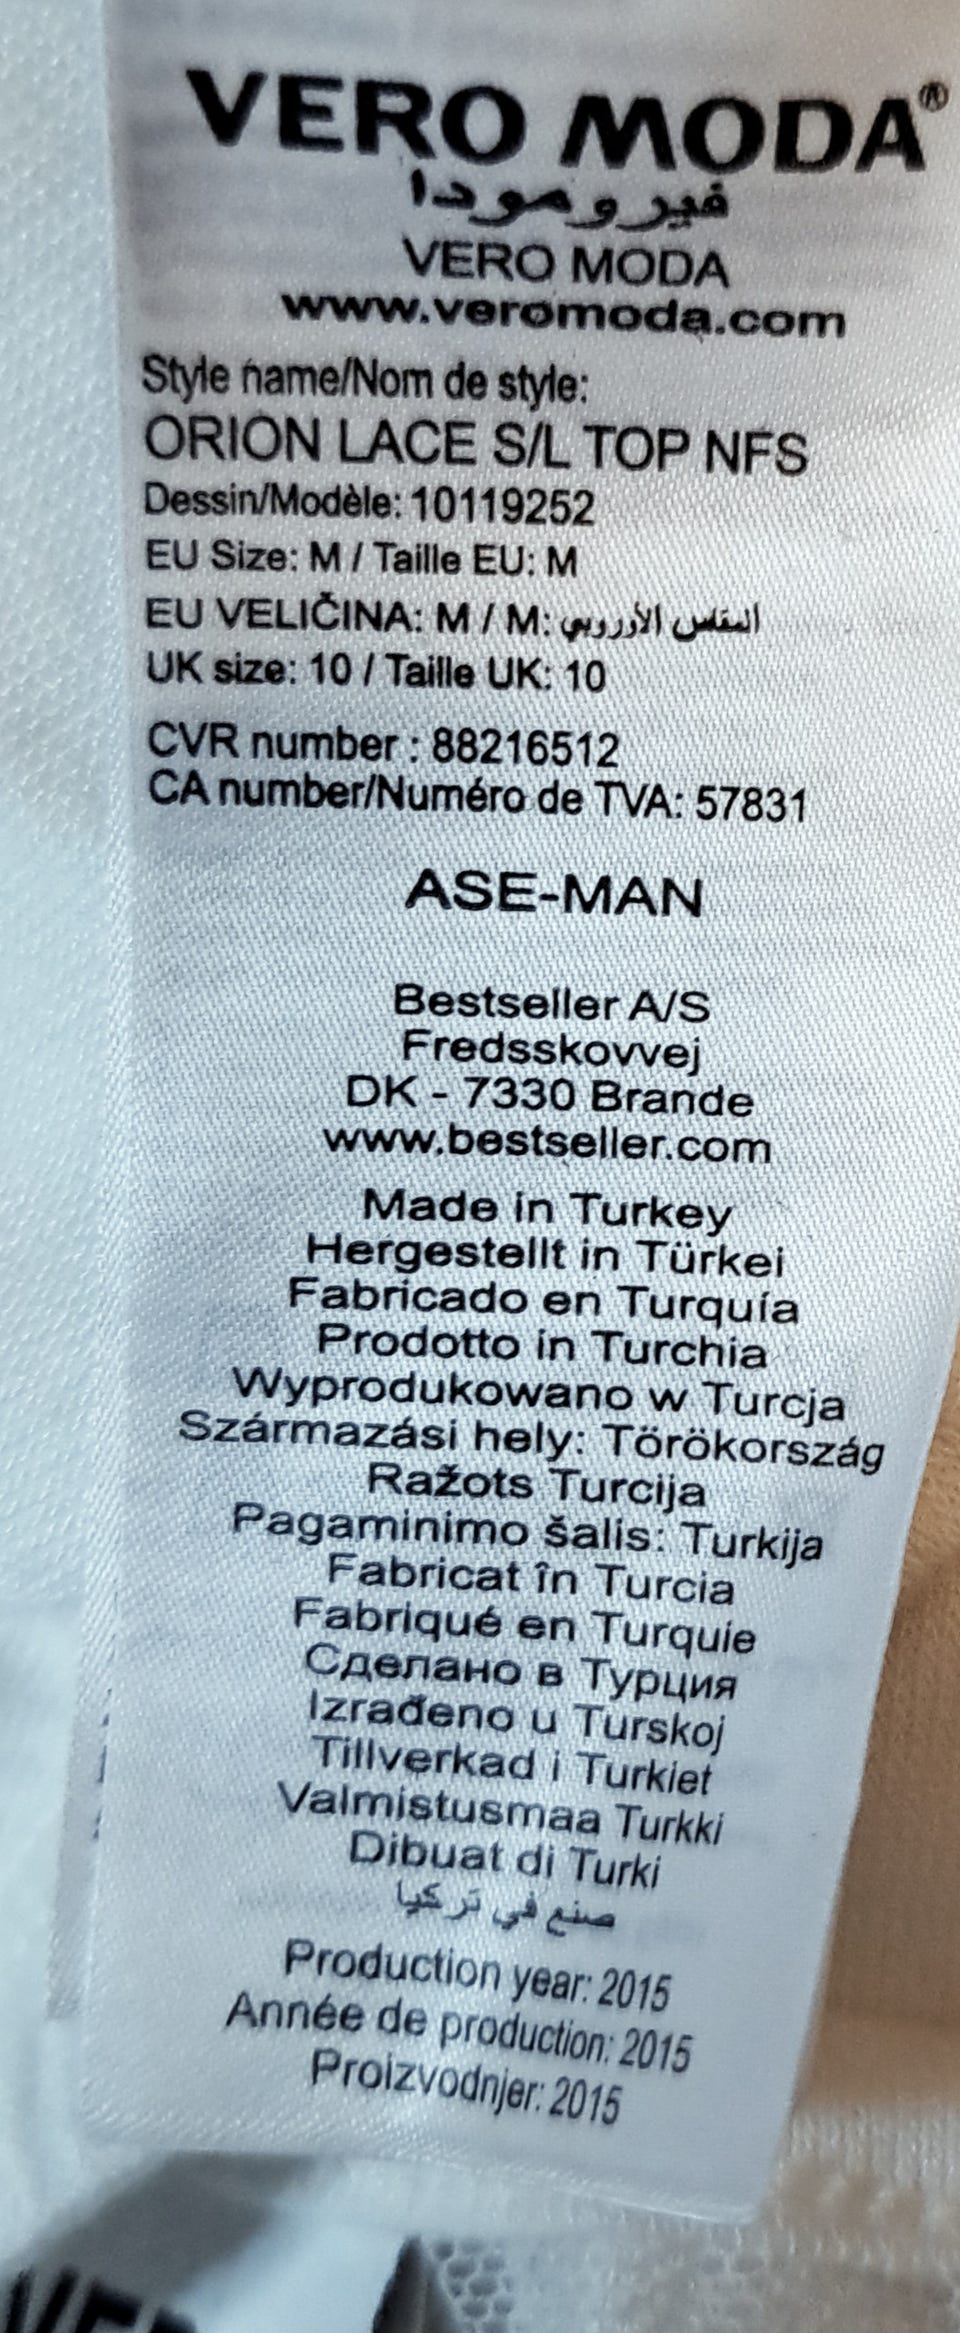 VERO MODA®
فيرومودا
VERO MODA
www.veromoda.com
Style name/Nom de style:
ORION LACE S/L TOP NFS
Dessin/Modèle: 10119252
EU Size: M / Taille EU: M
EU VELIČINA: M / M: المقاس الأوروبي
UK size: 10 / Taille UK: 10
CVR number : 88216512
CA number/Numéro de TVA: 57831
ASE-MAN
Bestseller A/S
Fredsskovvej
DK - 7330 Brande
www.bestseller.com
Made in Turkey
Hergestellt in Türkei
Fabricado en Turquía
Prodotto in Turchia
Wyprodukowano w Turcja
Származási hely: Törökország
Ražots Turcija
Pagaminimo šalis: Turkija
Fabricat în Turcia
Fabriqué en Turquie
Сделано в Турция
Izrađeno u Turskoj
Tillverkad i Turkiet
Valmistusmaa Turkki
Dibuat di Turki
صنع في تركيا
Production year: 2015
Année de production: 2015
Proizvodnjer: 2015